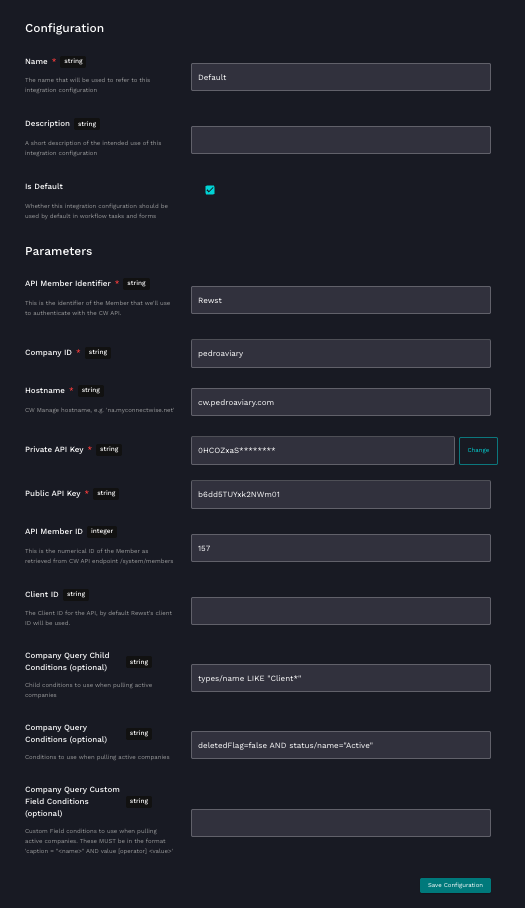 Configuration
Name * string
The name that will be used to refer to this
integration configuration
Default
Description string
A short description of the intended use of this
integration configuration
Is Default
Whether this integration configuration should be
used by default in workflow tasks and forms
Parameters
API Member Identifier * string
This is the identifier of the Member that we'll use
to authenticate with the CW API.
Rewst
Company ID * string
pedroaviary
Hostname * string
CW Manage hostname, e.g. 'na.myconnectwise.net'
cw.pedroaviary.com
Private API Key * string
0HCOZxaS********
Change
Public API Key * string
b6dd5TUYxk2NWm01
API Member ID integer
This is the numerical ID of the Member as
retrieved from CW API endpoint /system/members
157
Client ID string
The Client ID for the API, by default Rewst's client
ID will be used.
Company Query Child
Conditions (optional) string
Child conditions to use when pulling active
companies
types/name LIKE "Client*"
Company Query
Conditions (optional) string
Conditions to use when pulling active companies
deletedFlag=false AND status/name="Active"
Company Query Custom
Field Conditions string
(optional)
Custom Field conditions to use when pulling
active companies. These MUST be in the format
'caption = "<name>" AND value [operator] <value>'
Save Configuration